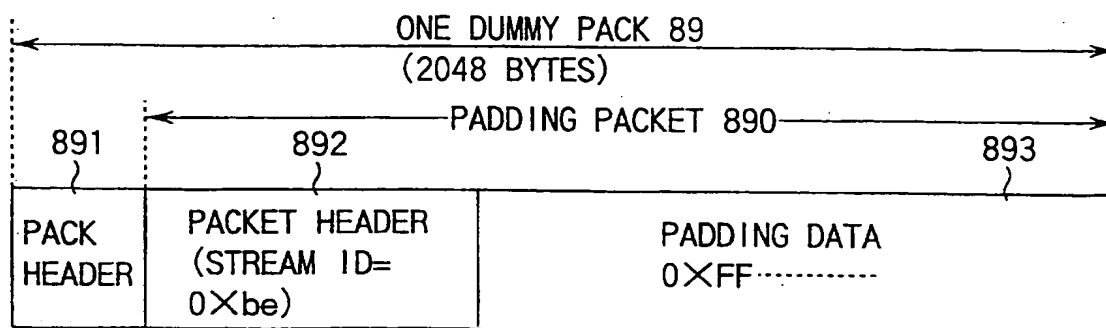 ONE DUMMY PACK 89
(2048 BYTES)
PADDING PACKET 890
891
892
893
PACK
HEADER
PACKET HEADER
(STREAM ID=
0×be)
PADDING DATA
0×FF